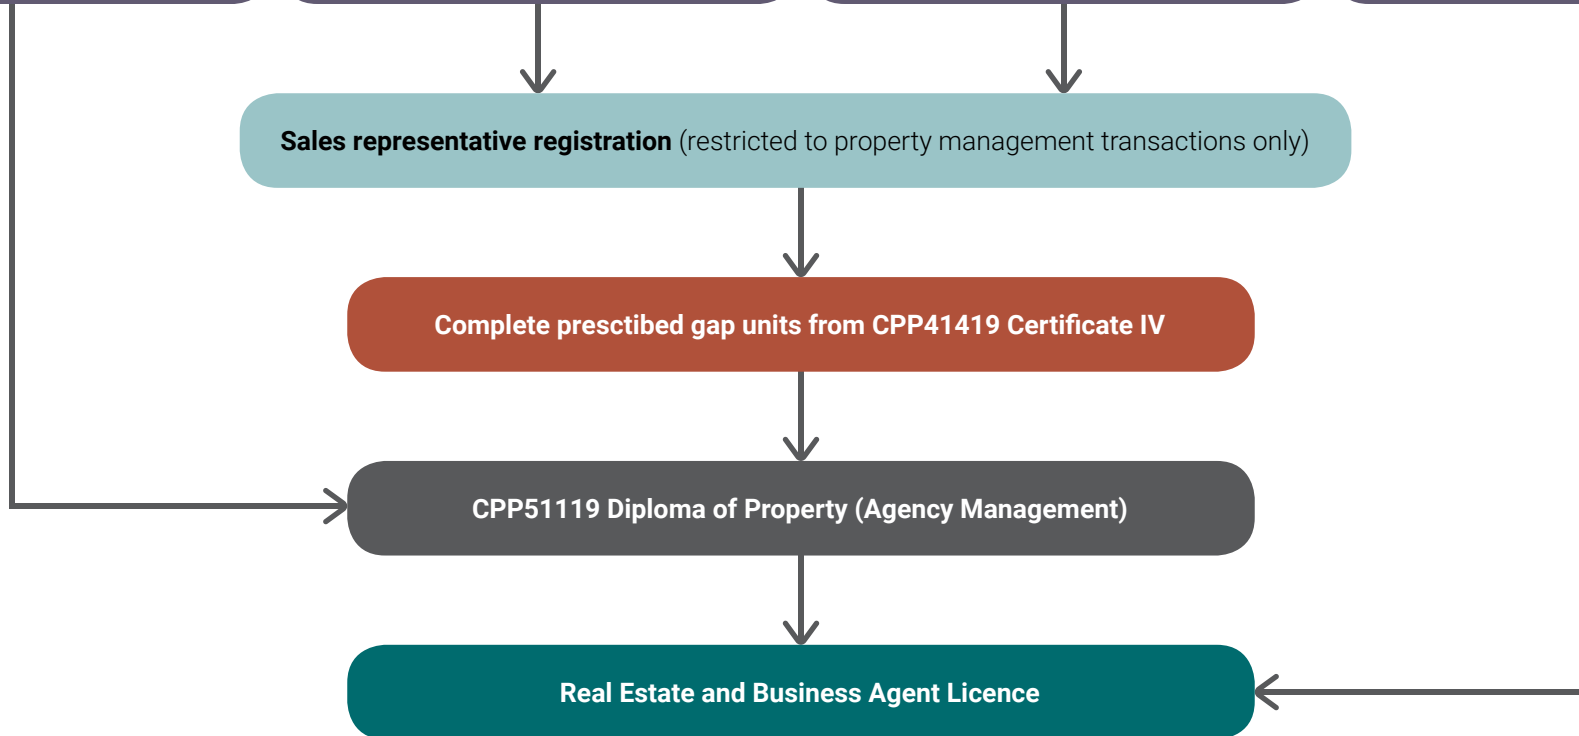 Sales representative registration (restricted to property management transactions only)
Complete presctibed gap units from CPP41419 Certificate IV
CPP51119 Diploma of Property (Agency Management)
Real Estate and Business Agent Licence